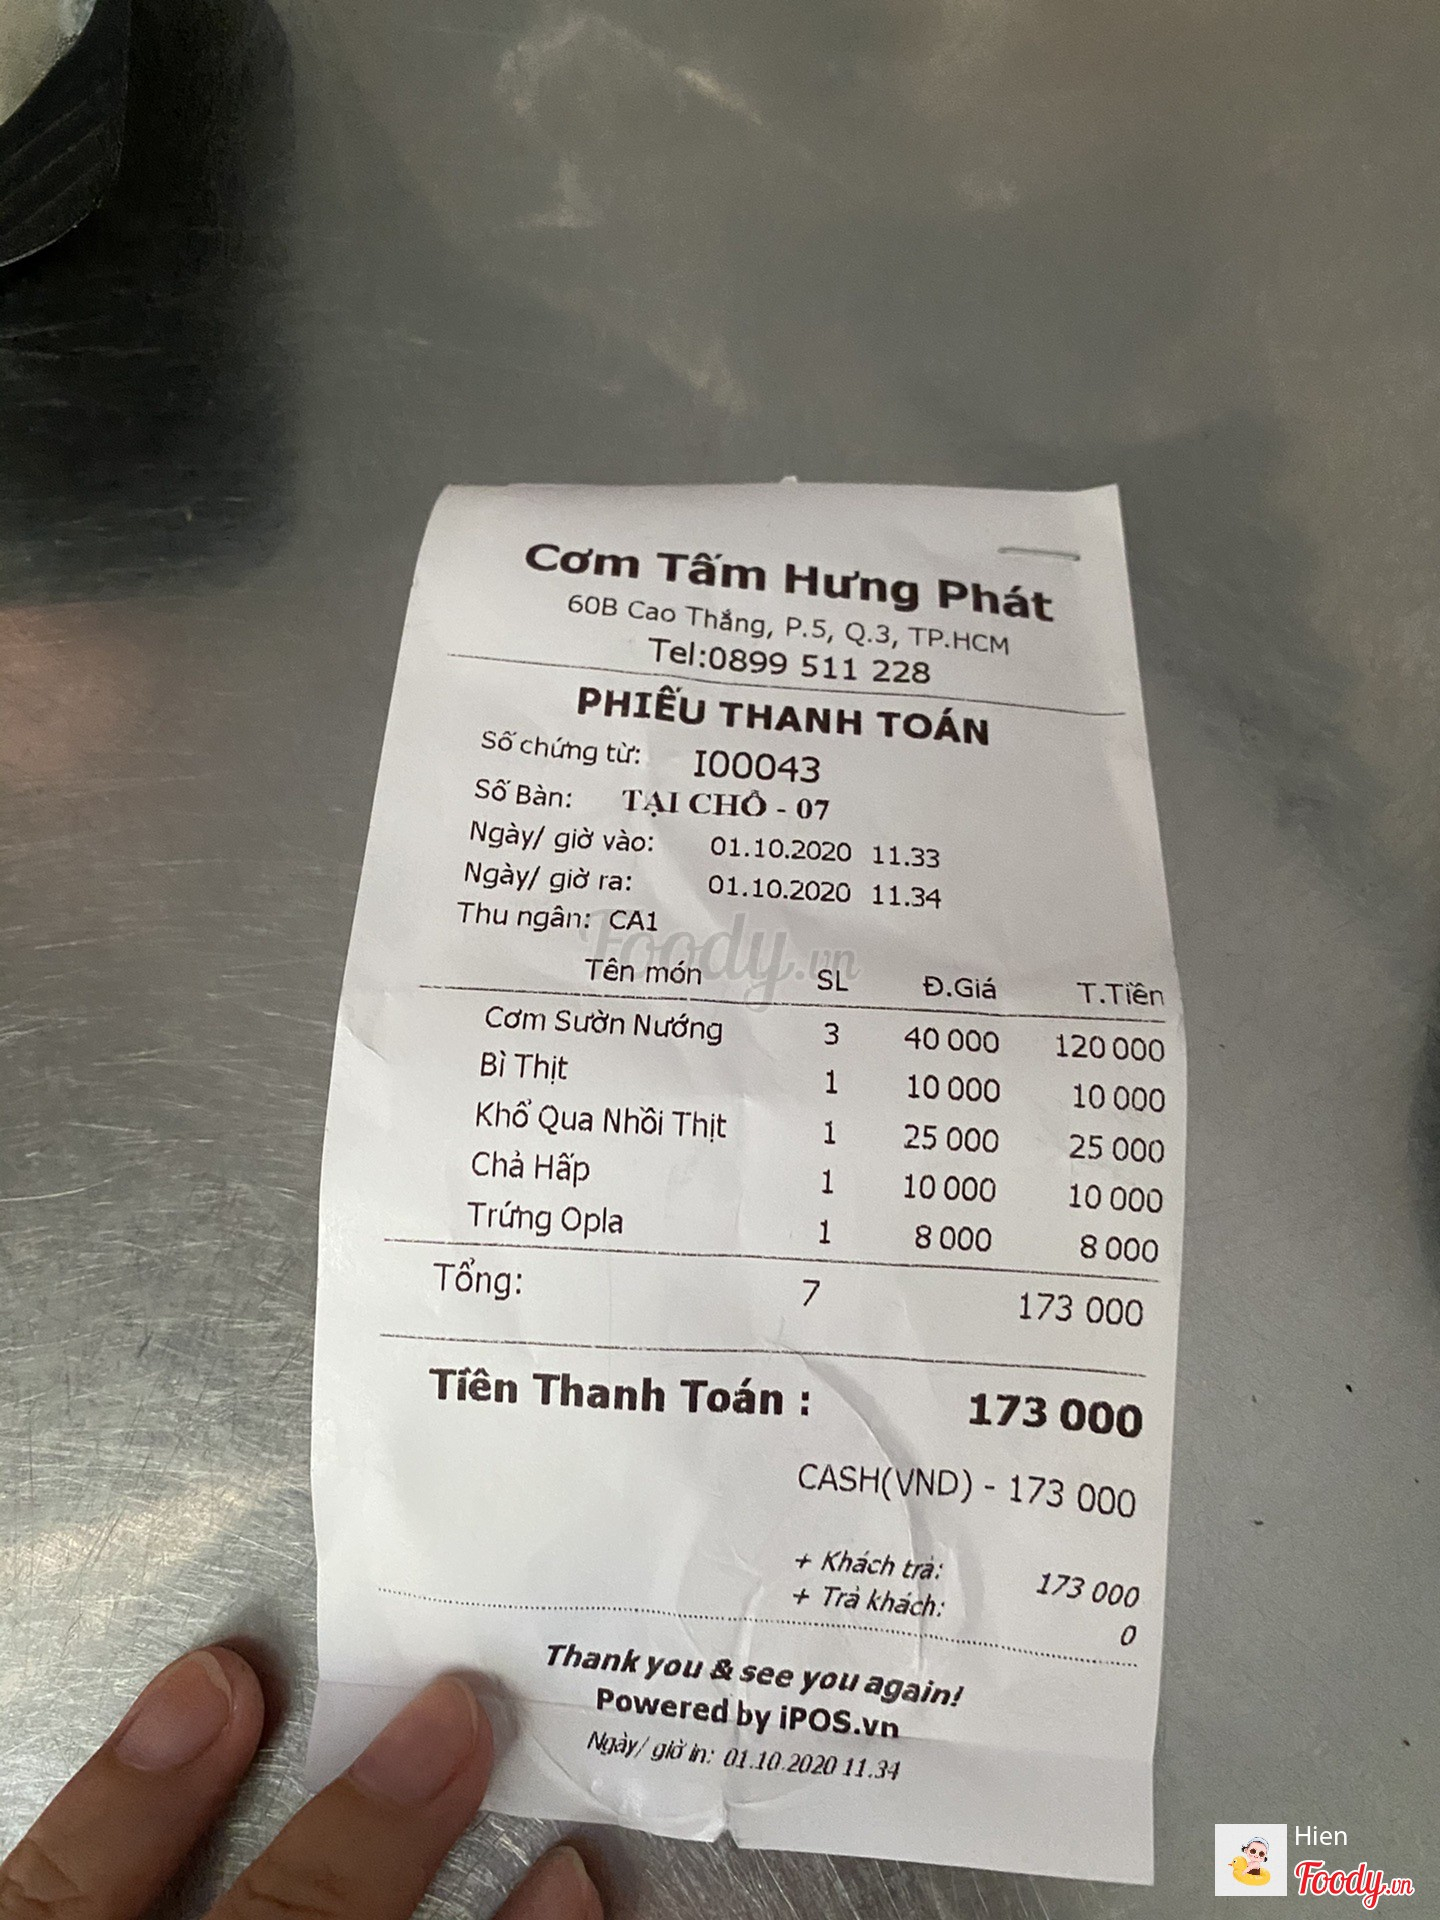 Cơm Tấm Hưng Phát
60B Cao Thắng, P.5, Q.3, TP.HCM
Tel:0899 511 228
PHIẾU THANH TOÁN
Số chứng từ: I00043
Số Bàn: TẠI CHỖ - 07
Ngày/ giờ vào: 01.10.2020 11.33
Ngày/ giờ ra: 01.10.2020 11.34
Thu ngân: CA1
Foody.vn
Tên món SL Đ.Giá T.Tiền
Cơm Sườn Nướng 3 40 000 120 000
Bì Thịt 1 10 000 10 000
Khổ Qua Nhồi Thịt 1 25 000 25 000
Chả Hấp 1 10 000 10 000
Trứng Opla 1 8 000 8 000
Tổng: 7 173 000
Tiền Thanh Toán : 173 000
CASH(VND) - 173 000
+ Khách trả: 173 000
+ Trả khách: 0
Thank you & see you again!
Powered by iPOS.vn
Ngày/ giờ in: 01.10.2020 11.34
Hien
Foody.vn